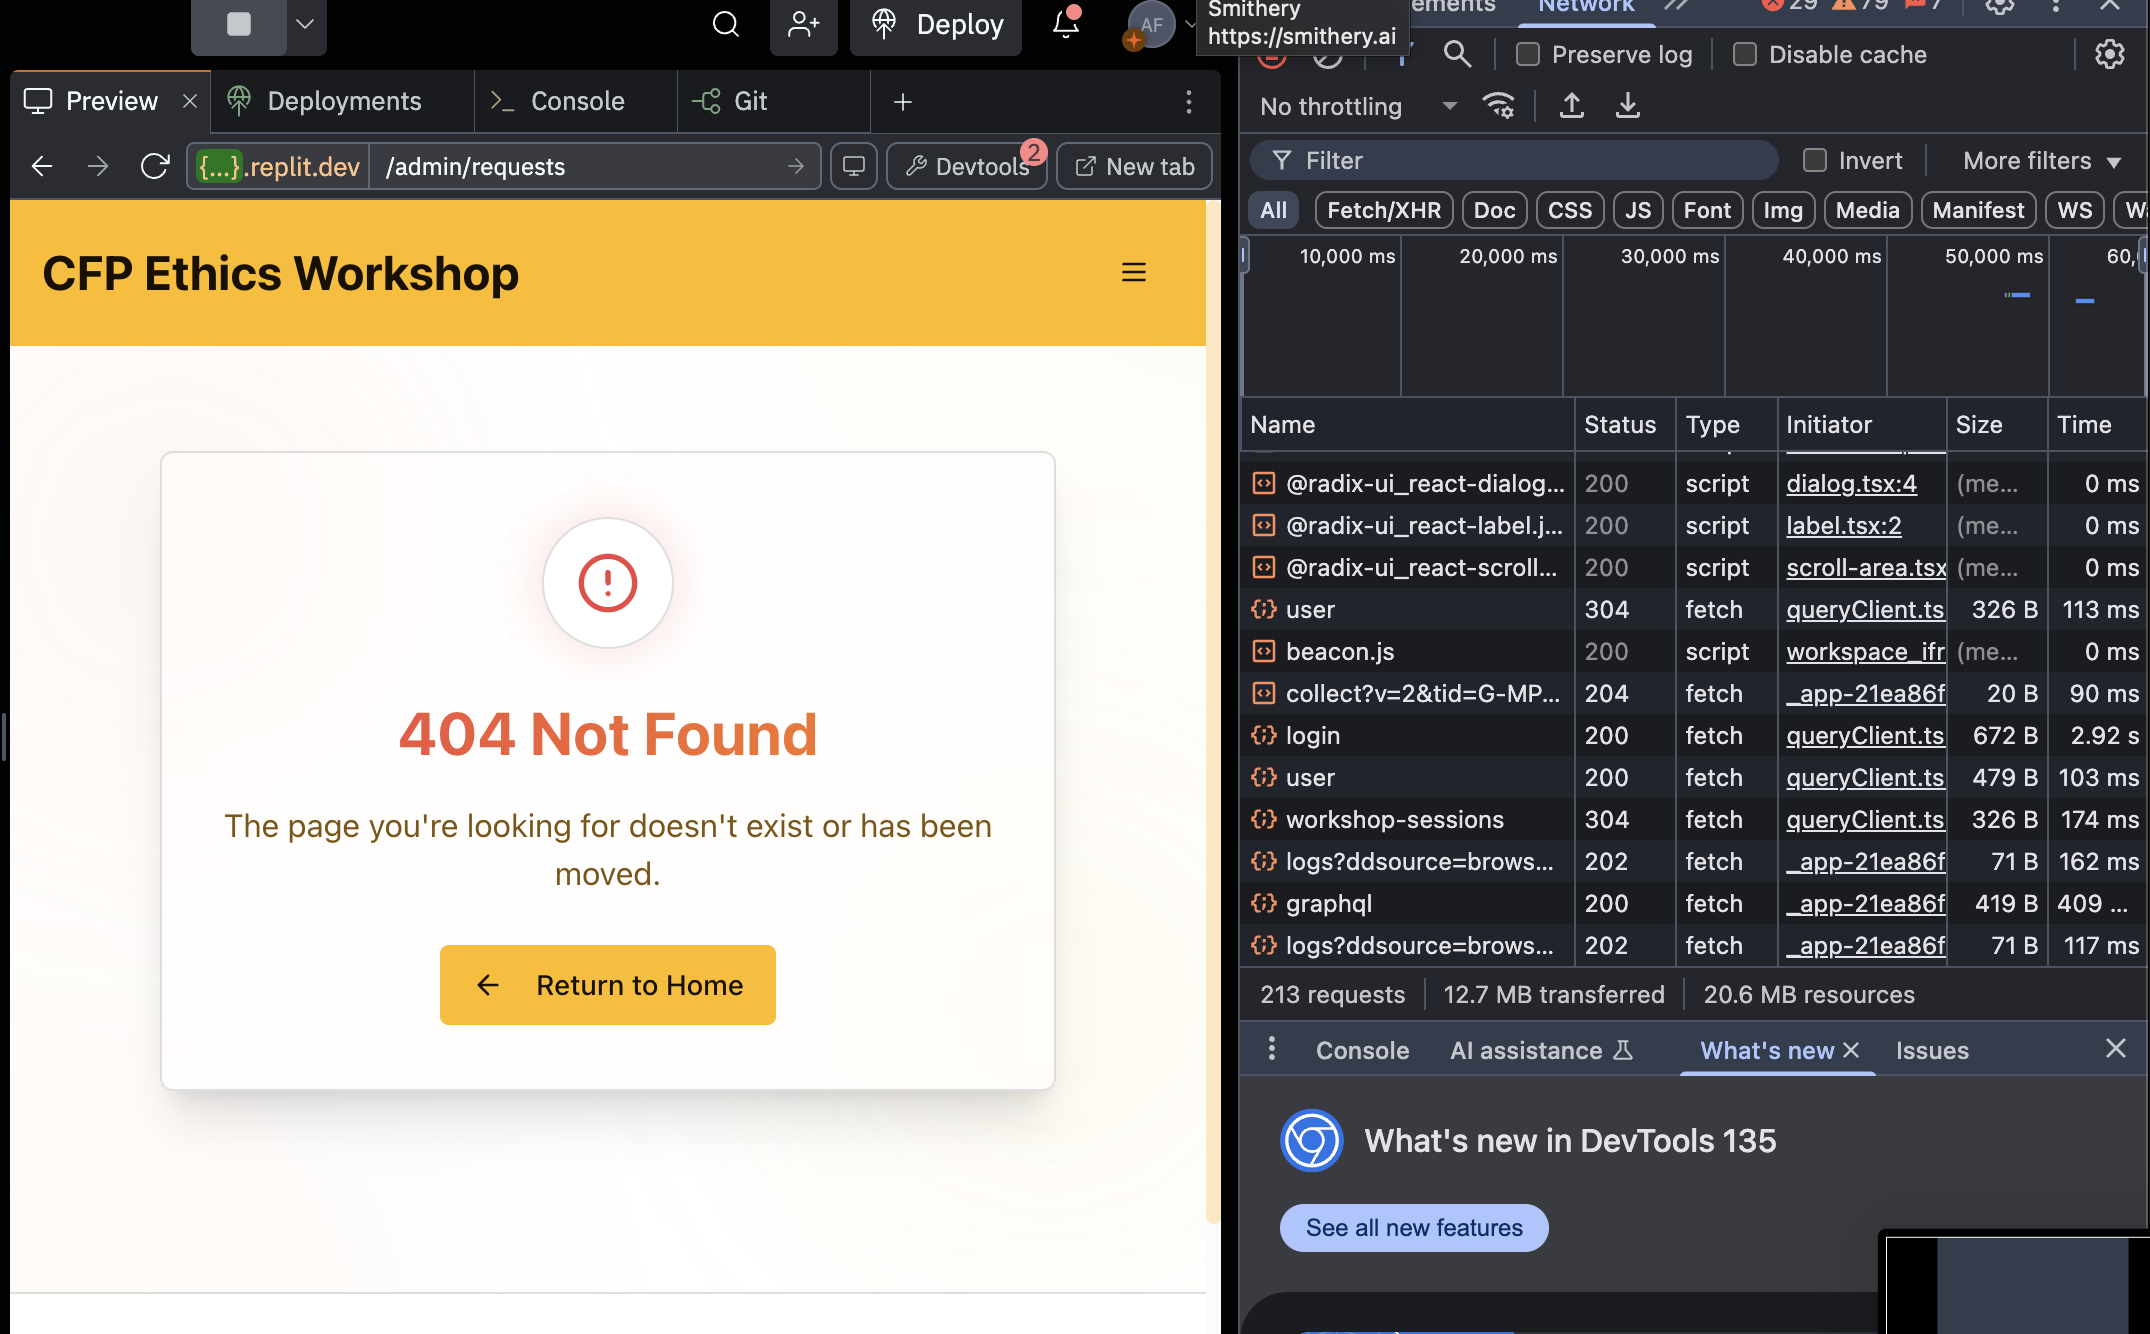 Deploy
AF
Smithery
https://smithery.ai
Preview
Deployments
Console
Git
{...}.replit.dev
/admin/requests
Devtools
2
New tab
CFP Ethics Workshop
404 Not Found
The page you're looking for doesn't exist or has been
moved.
Return to Home
ements
Network
29
79
7
Preserve log
Disable cache
No throttling
Filter
Invert
More filters
All
Fetch/XHR
Doc
CSS
JS
Font
Img
Media
Manifest
WS
10,000 ms
20,000 ms
30,000 ms
40,000 ms
50,000 ms
60,
Name Status Type Initiator Size Time
@radix-ui_react-dialog... 200 script dialog.tsx:4 (me... 0 ms
@radix-ui_react-label.j... 200 script label.tsx:2 (me... 0 ms
@radix-ui_react-scroll... 200 script scroll-area.tsx (me... 0 ms
user 304 fetch queryClient.ts 326 B 113 ms
beacon.js 200 script workspace_ifr (me... 0 ms
collect?v=2&tid=G-MP... 204 fetch _app-21ea86f 20 B 90 ms
login 200 fetch queryClient.ts 672 B 2.92 s
user 200 fetch queryClient.ts 479 B 103 ms
workshop-sessions 304 fetch queryClient.ts 326 B 174 ms
logs?ddsource=brows... 202 fetch _app-21ea86f 71 B 162 ms
graphql 200 fetch _app-21ea86f 419 B 409 ...
logs?ddsource=brows... 202 fetch _app-21ea86f 71 B 117 ms
213 requests
12.7 MB transferred
20.6 MB resources
Console
AI assistance
What's new
Issues
What's new in DevTools 135
See all new features